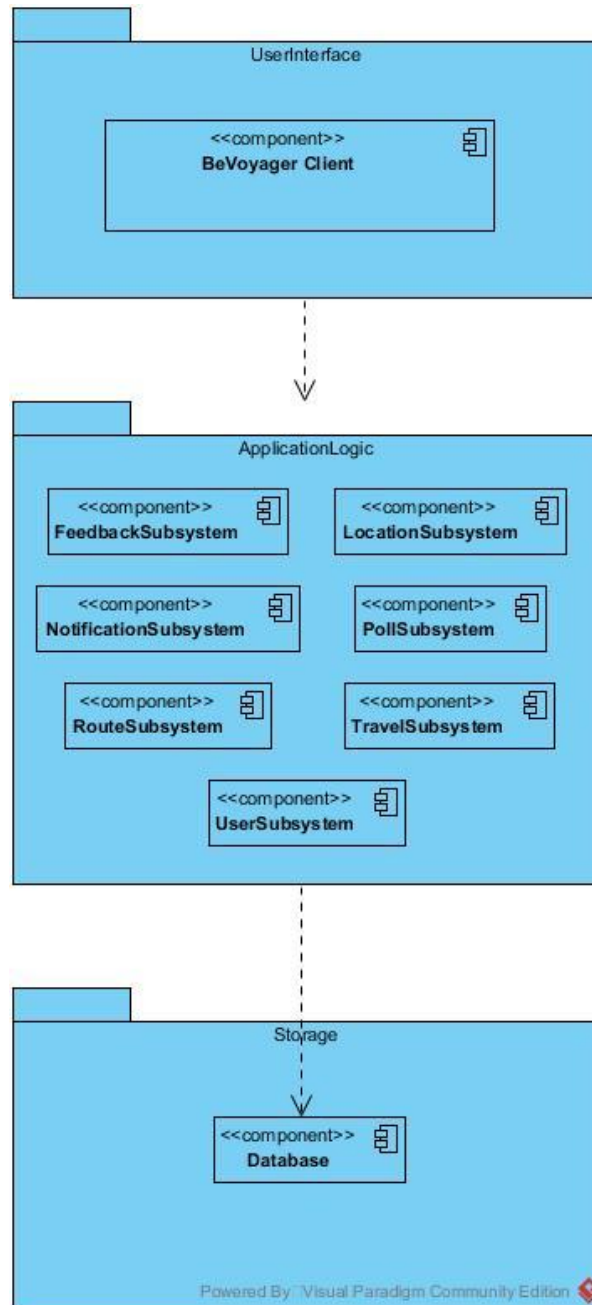 UserInterface
<<component>>
BeVoyager Client
ApplicationLogic
<<component>>
FeedbackSubsystem
<<component>>
LocationSubsystem
<<component>>
NotificationSubsystem
<<component>>
PollSubsystem
<<component>>
RouteSubsystem
<<component>>
TravelSubsystem
<<component>>
UserSubsystem
Storage
<<component>>
Database
Powered By Visual Paradigm Community Edition